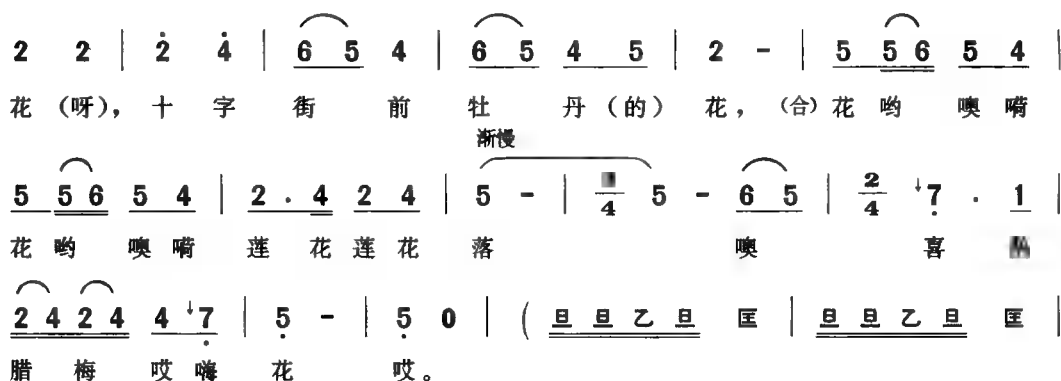 2 2 | 2 4 | 6 5 4 | 6 5 4 5 | 2 - | 5 5 6 5 4 |
花 (呀), 十 字 街 前 牡 丹 (的) 花, (合) 花 哟 噢 嗬
渐慢
5 5 6 5 4 | 2 . 4 2 4 | 5 - | 4 5 - 6 5 | 2/4 ↓7 . 1 |
花 哟 噢 嗬 莲 花 莲 花 落 噢 喜
2 4 2 4 4 ↓7 | 5 - | 5 0 | ( 旦 旦 乙 旦 匡 | 旦 旦 乙 旦 匡 |
腊 梅 哎 嗨 花 哎。